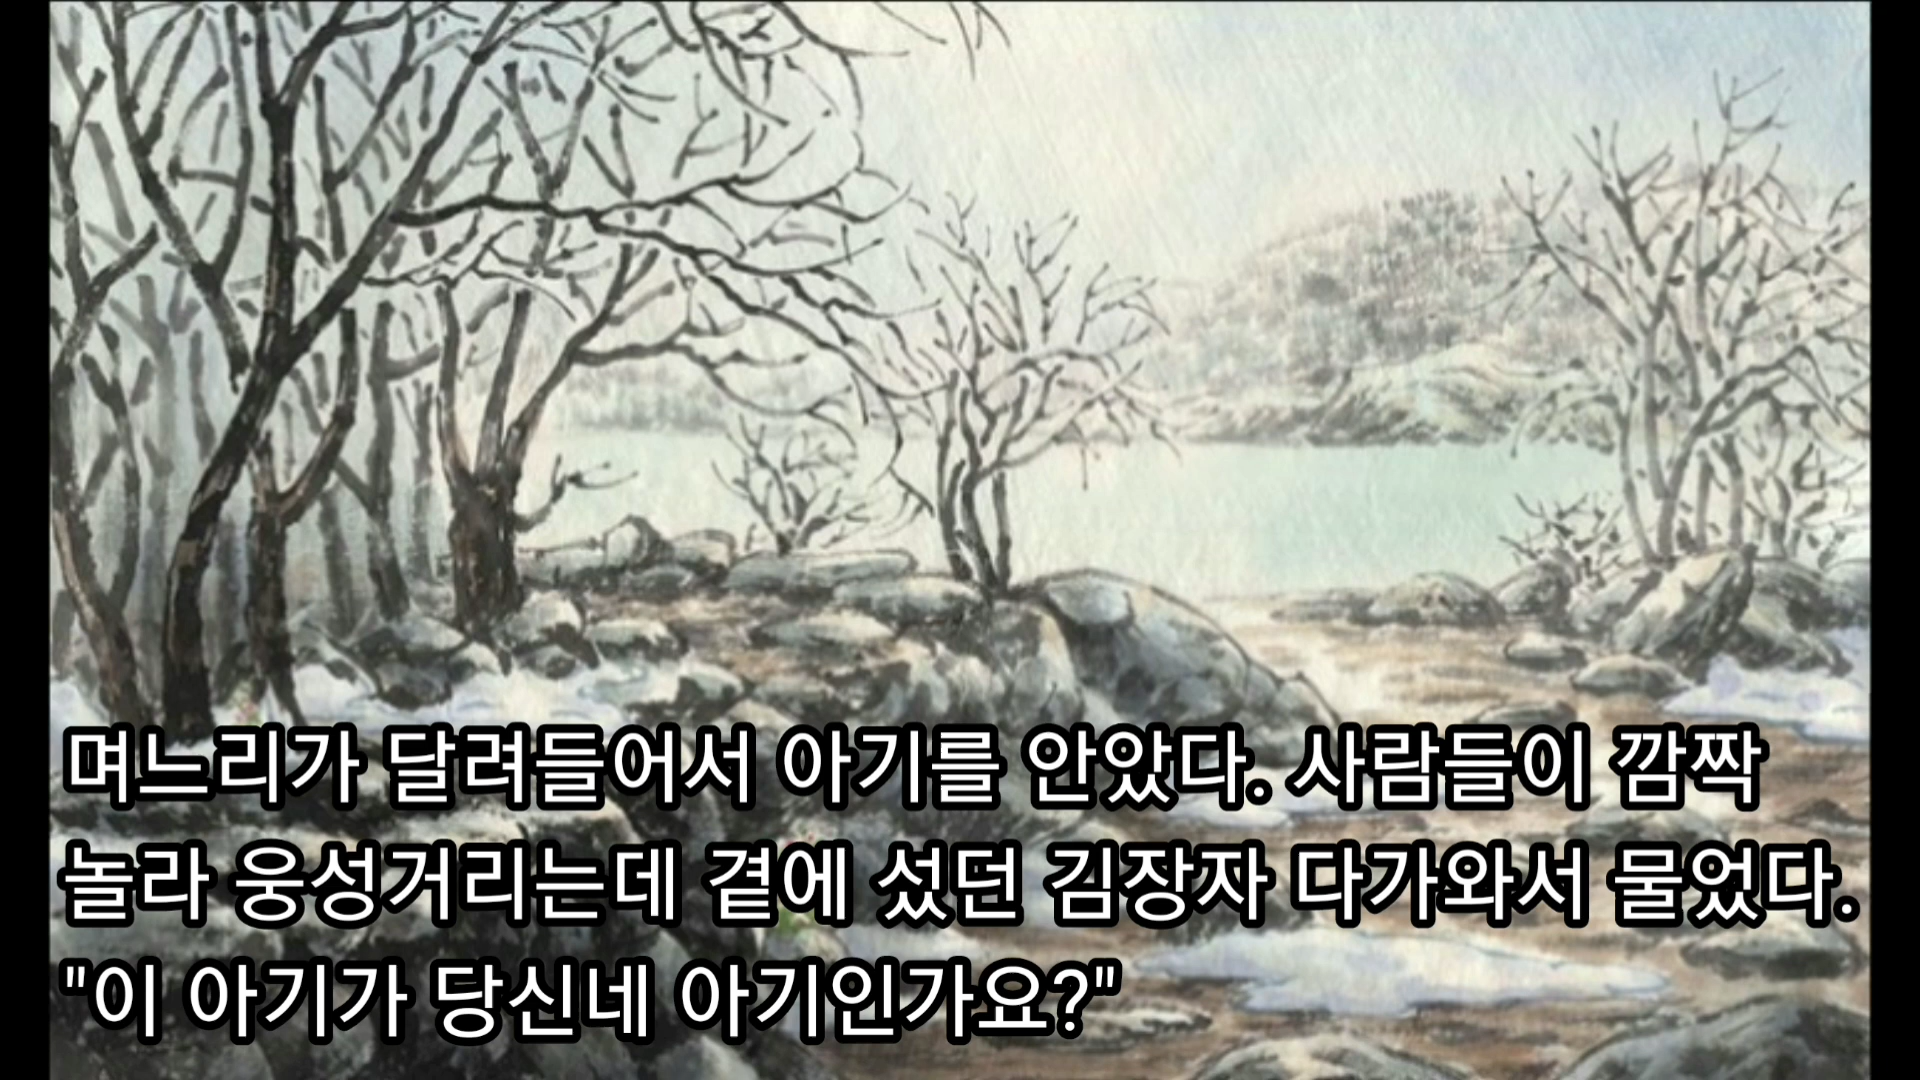 며느리가 달려들어서 아기를 안았다. 사람들이 깜짝
놀라 웅성거리는데 곁에 섰던 김장자 다가와서 물었다.
"이 아기가 당신네 아기인가요?"